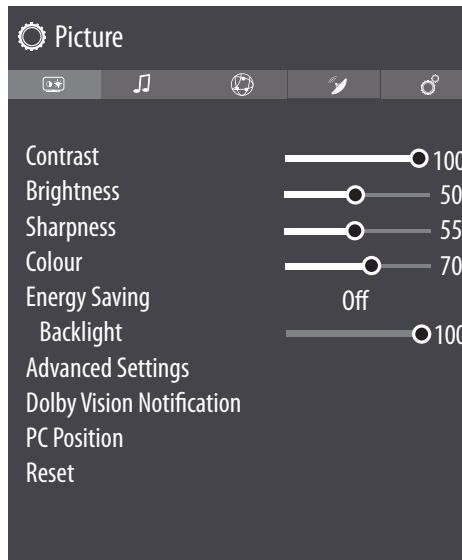 Picture
Contrast 100
Brightness 50
Sharpness 55
Colour 70
Energy Saving Off
Backlight 100
Advanced Settings
Dolby Vision Notification
PC Position
Reset